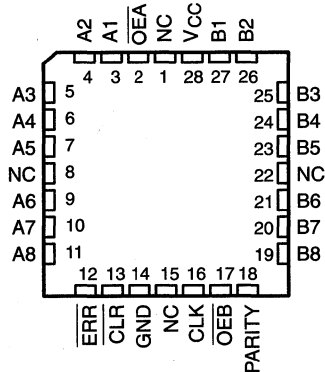 A2 A1 OEA NC VCC B1 B2
4 3 2 1 28 27 26
A3 5 25 B3
A4 6 24 B4
A5 7 23 B5
NC 8 22 NC
A6 9 21 B6
A7 10 20 B7
A8 11 19 B8
12 13 14 15 16 17 18
ERR CLR GND NC CLK OEB PARITY